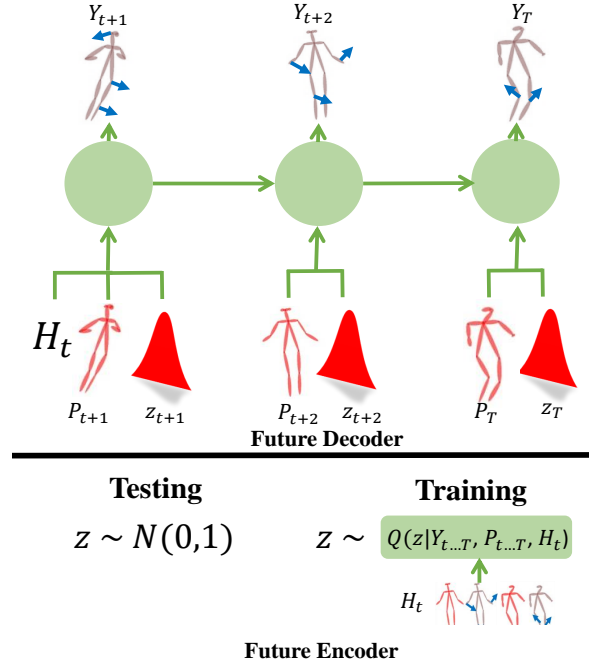 Y_{t+1} Y_{t+2} Y_T
H_t
P_{t+1} z_{t+1} P_{t+2} z_{t+2} P_T z_T
Future Decoder
Testing Training
z ~ N(0,1) z ~ Q(z|Y_{t...T}, P_{t...T}, H_t)
H_t
Future Encoder